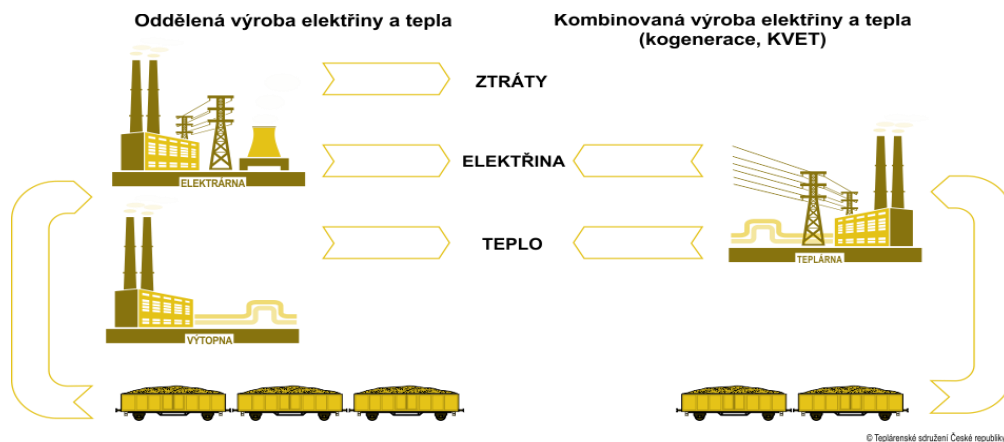 Oddělená výroba elektřiny a tepla
Kombinovaná výroba elektřiny a tepla
(kogenerace, KVET)
ZTRÁTY
ELEKTŘINA
TEPLO
ELEKTRÁRNA
VÝTOPNA
TEPLÁRNA
© Teplárenské sdružení České republiky